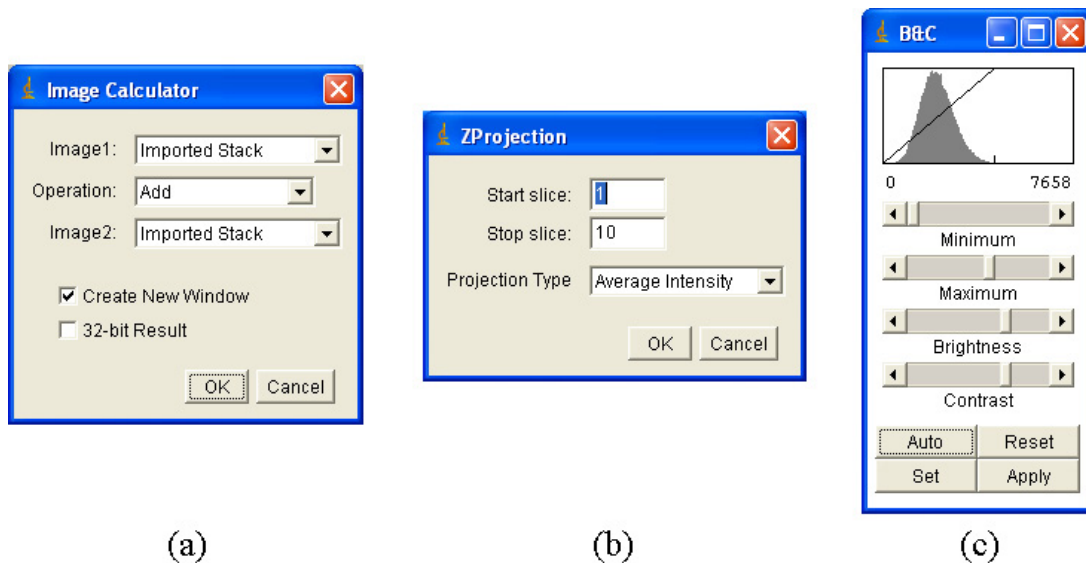 Image Calculator
Image1: Imported Stack
Operation: Add
Image2: Imported Stack
Create New Window
32-bit Result
OK Cancel
(a)
ZProjection
Start slice: 1
Stop slice: 10
Projection Type Average Intensity
OK Cancel
(b)
B&C
0 7658
Minimum
Maximum
Brightness
Contrast
Auto Reset
Set Apply
(c)